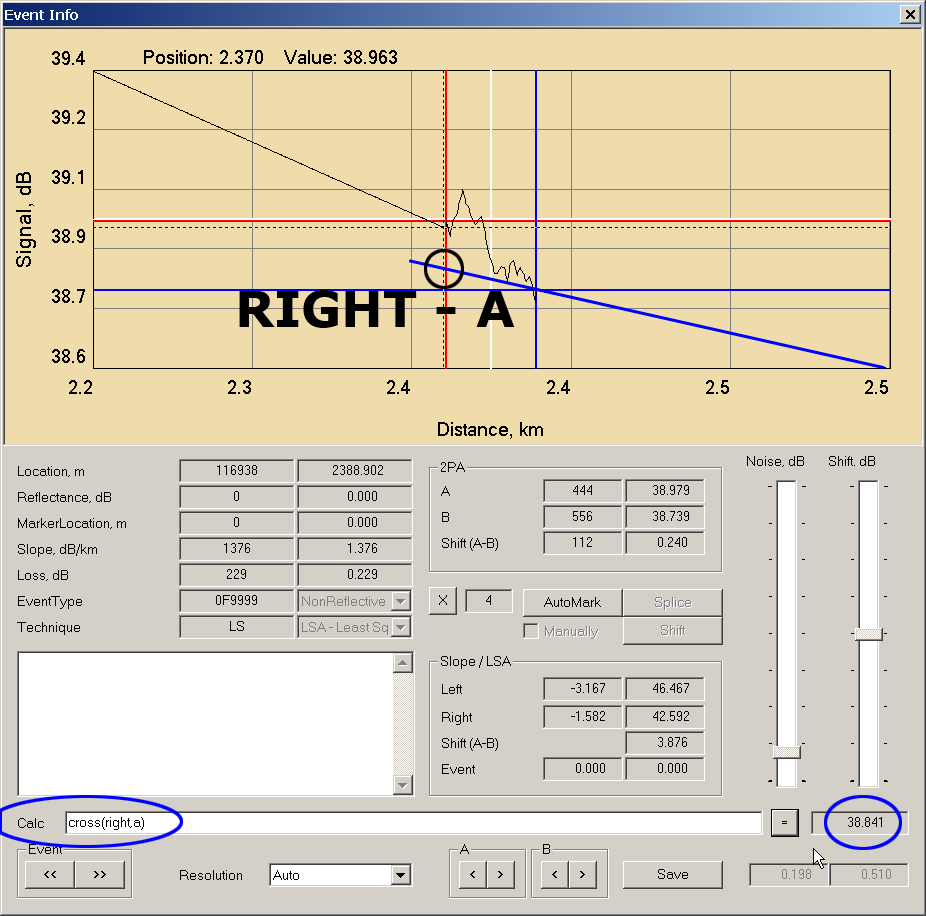 Event Info
Position: 2.370 Value: 38.963
39.4
39.2
39.1
38.9
38.7
38.6
Signal, dB
RIGHT - A
2.2 2.3 2.4 2.4 2.5 2.5
Distance, km
Location, m 116938 2388.902
Reflectance, dB 0 0.000
MarkerLocation, m 0 0.000
Slope, dB/km 1376 1.376
Loss, dB 229 0.229
EventType 0F9999 NonReflective
Technique LS LSA - Least Sq
2PA
A 444 38.979
B 556 38.739
Shift (A-B) 112 0.240
X 4 AutoMark Splice
Manually Shift
Slope / LSA
Left -3.167 46.467
Right -1.582 42.592
Shift (A-B) 3.876
Event 0.000 0.000
Noise, dB Shift. dB
Calc cross(right,a) = 38.841
Event
<< >>
Resolution Auto
A
< >
B
< >
Save
0.198 0.510